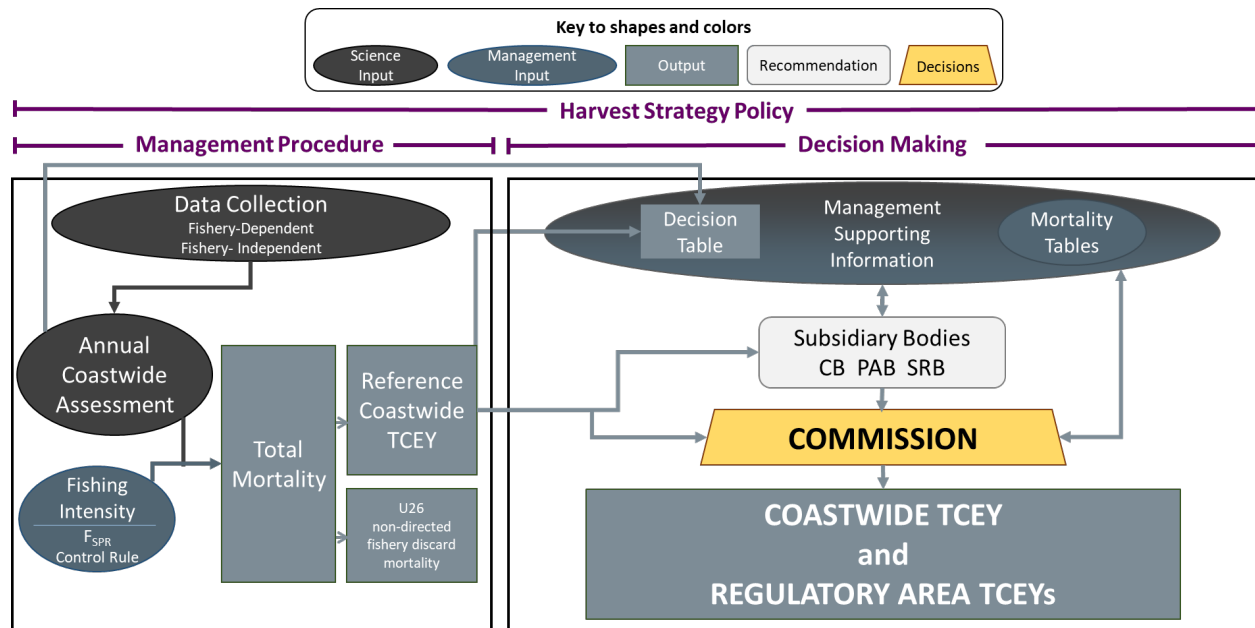 Key to shapes and colors
Science
Input
Management
Input
Output
Recommendation
Decisions
Harvest Strategy Policy
Management Procedure
Decision Making
Data Collection
Fishery-Dependent
Fishery- Independent
Annual
Coastwide
Assessment
Fishing
Intensity
FSPR
Control Rule
Total
Mortality
Reference
Coastwide
TCEY
U26
non-directed
fishery discard
mortality
Decision
Table
Management
Supporting
Information
Mortality
Tables
Subsidiary Bodies
CB PAB SRB
COMMISSION
COASTWIDE TCEY
and
REGULATORY AREA TCEYs